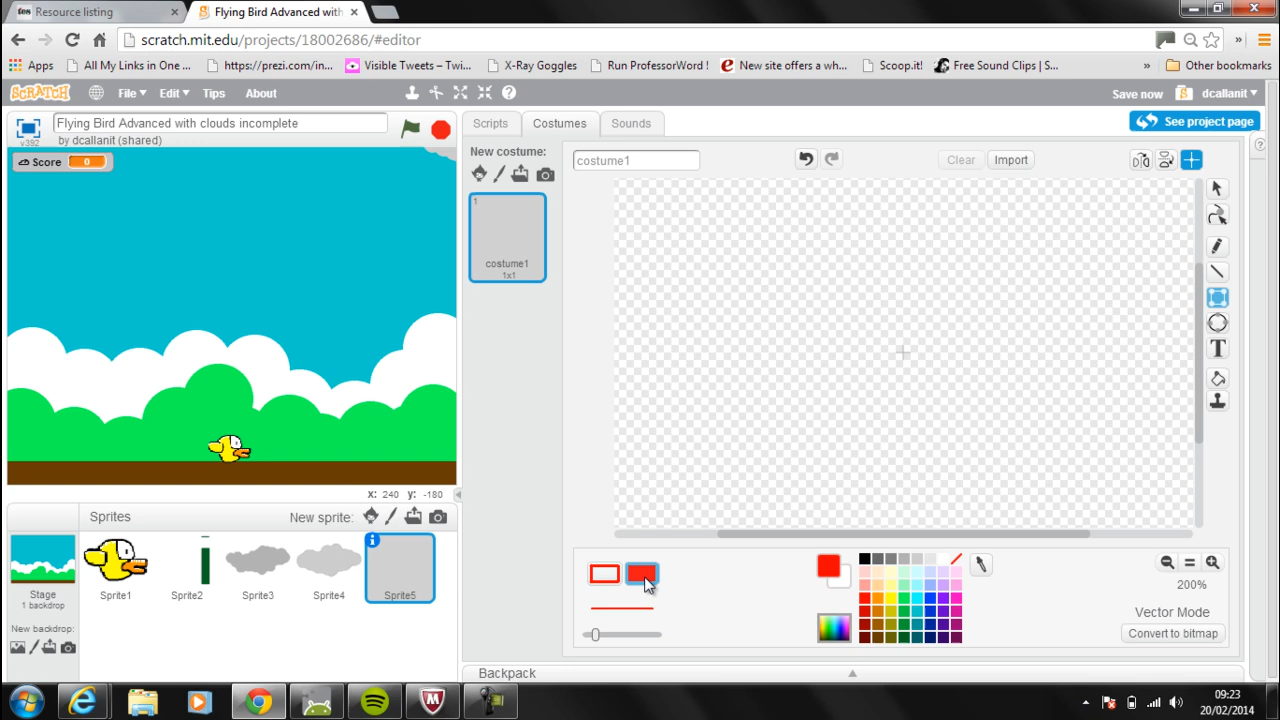 Resource listing
Flying Bird Advanced with
scratch.mit.edu/projects/18002686/#editor
Apps All My Links in One ... https://prezi.com/in... Visible Tweets – Twi... X-Ray Goggles Run ProfessorWord ! New site offers a wh... Scoop.it! Free Sound Clips | S... » Other bookmarks
SCRATCH File Edit Tips About Save now dcallanit
Flying Bird Advanced with clouds incomplete
by dcallanit (shared)
v392
Scripts Costumes Sounds
See project page
Score 0
New costume:
costume1
Clear Import
1
costume1
1x1
T
x: 240 y: -180
Sprites New sprite:
Stage
1 backdrop
New backdrop:
Sprite1 Sprite2 Sprite3 Sprite4 Sprite5
200%
Vector Mode
Convert to bitmap
Backpack
09:23
20/02/2014